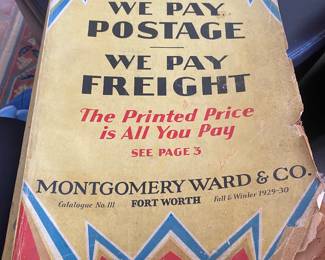 WE PAY
POSTAGE
WE PAY
FREIGHT
The Printed Price
is All You Pay
SEE PAGE 3
MONTGOMERY WARD & CO.
Catalogue No. 111 FORT WORTH Fall & Winter 1929-30